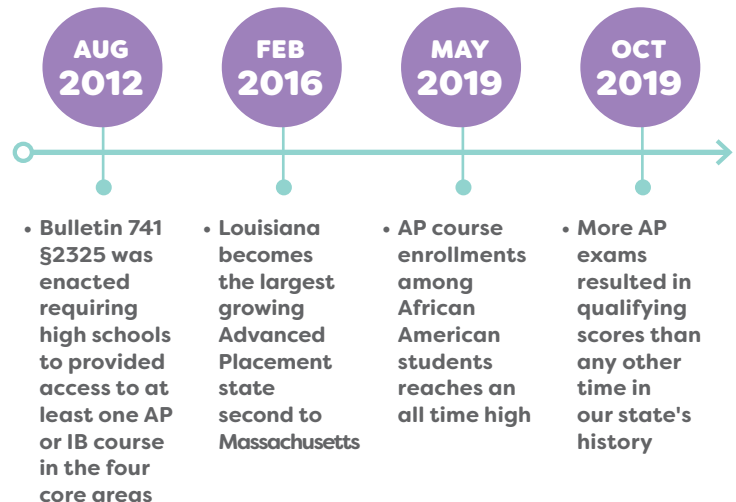 AUG
2012
FEB
2016
MAY
2019
OCT
2019
• Bulletin 741
§2325 was
enacted
requiring
high schools
to provided
access to at
least one AP
or IB course
in the four
core areas
• Louisiana
becomes
the largest
growing
Advanced
Placement
state
second to
Massachusetts
• AP course
enrollments
among
African
American
students
reaches an
all time high
• More AP
exams
resulted in
qualifying
scores than
any other
time in
our state's
history